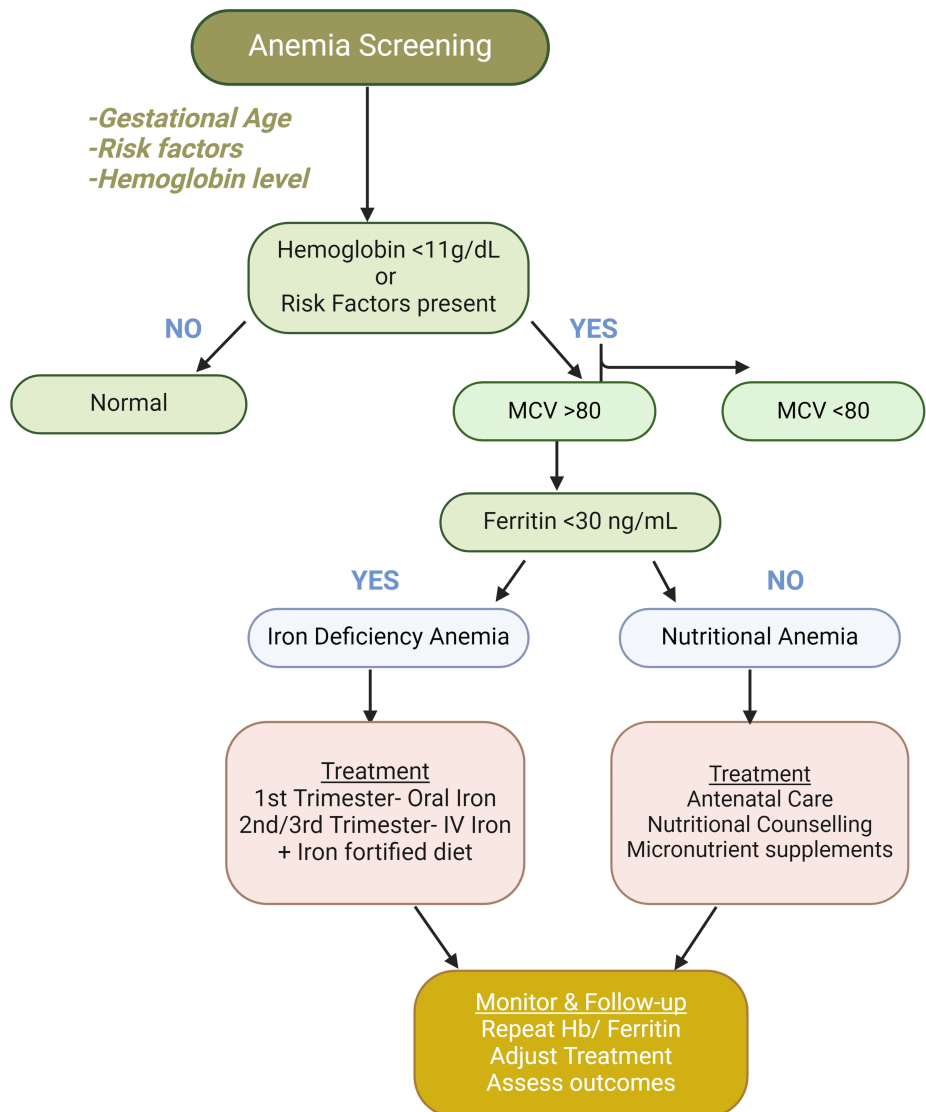 Anemia Screening
-Gestational Age
-Risk factors
-Hemoglobin level
Hemoglobin <11g/dL
or
Risk Factors present
NO
YES
Normal
MCV >80
MCV <80
Ferritin <30 ng/mL
YES
NO
Iron Deficiency Anemia
Nutritional Anemia
Treatment
1st Trimester- Oral Iron
2nd/3rd Trimester- IV Iron
+ Iron fortified diet
Treatment
Antenatal Care
Nutritional Counselling
Micronutrient supplements
Monitor & Follow-up
Repeat Hb/ Ferritin
Adjust Treatment
Assess outcomes